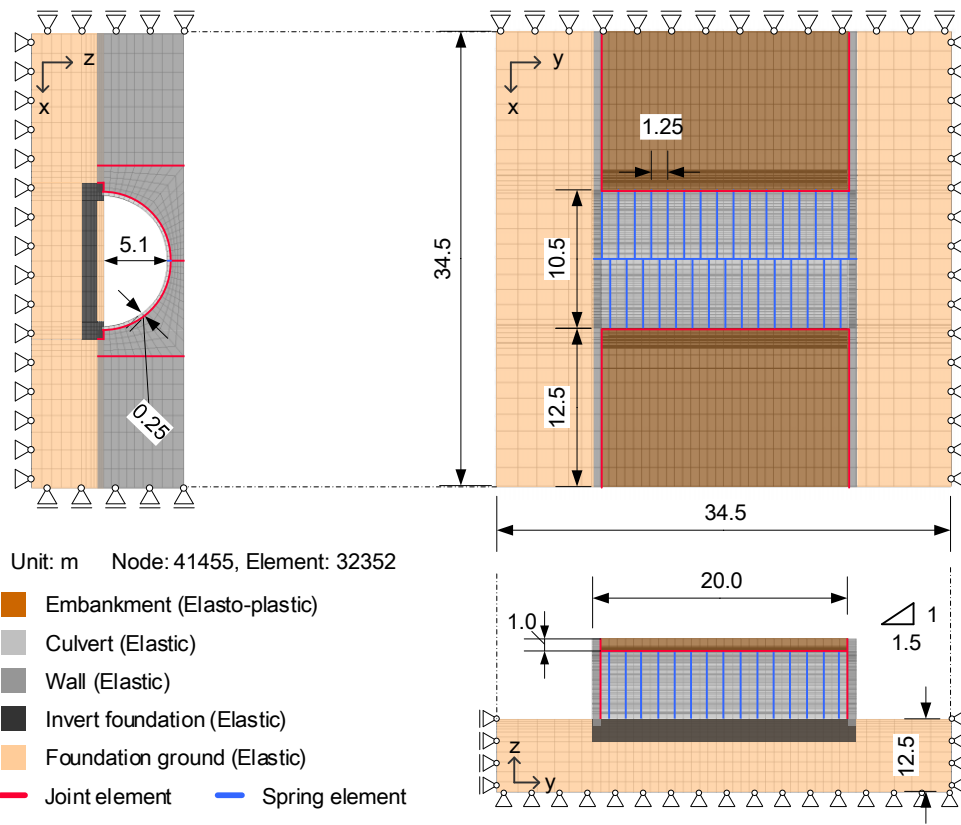 z
x
5.1
0.25
34.5
y
x
1.25
10.5
12.5
34.5
Unit: m Node: 41455, Element: 32352
Embankment (Elasto-plastic)
Culvert (Elastic)
Wall (Elastic)
Invert foundation (Elastic)
Foundation ground (Elastic)
Joint element Spring element
20.0
1.0
1
1.5
z
y
12.5